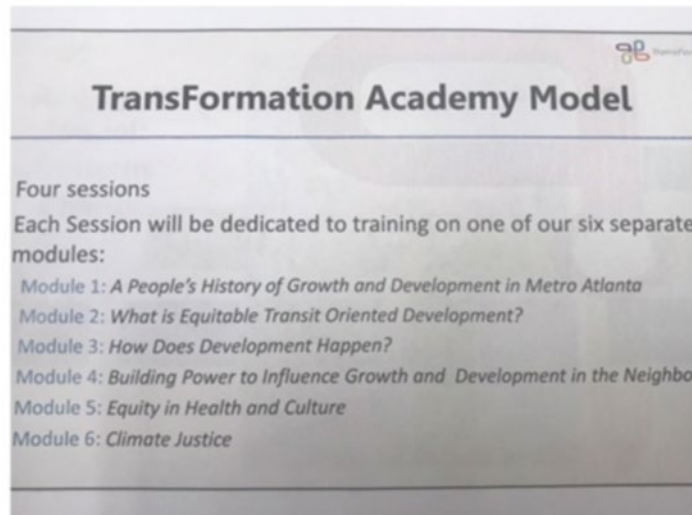 TransFormation Academy Model
Four sessions
Each Session will be dedicated to training on one of our six separate
modules:
Module 1: A People's History of Growth and Development in Metro Atlanta
Module 2: What is Equitable Transit Oriented Development?
Module 3: How Does Development Happen?
Module 4: Building Power to Influence Growth and Development in the Neighbo
Module 5: Equity in Health and Culture
Module 6: Climate Justice